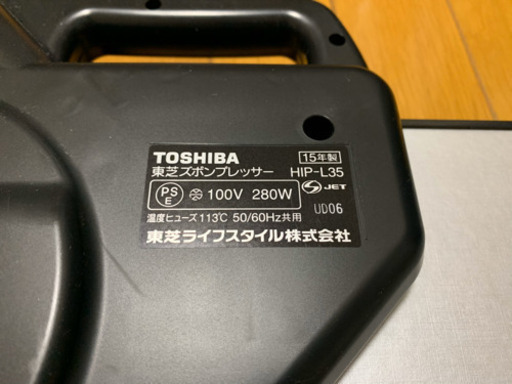 TOSHIBA 15年製
東芝ズボンプレッサー HIP-L35
PS E 100V 280W JET
UD06
温度ヒューズ113℃ 50/60Hz共用
東芝ライフスタイル株式会社